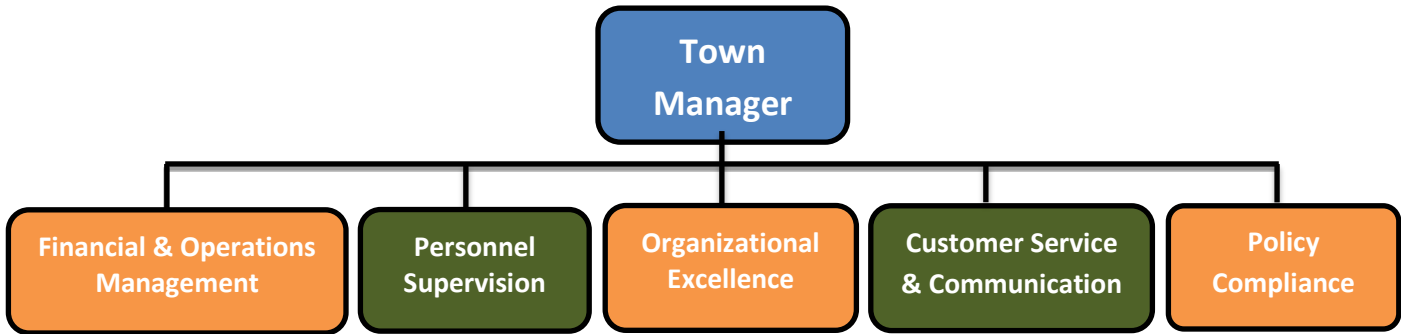 Town
Manager
Financial & Operations
Management
Personnel
Supervision
Organizational
Excellence
Customer Service
& Communication
Policy
Compliance